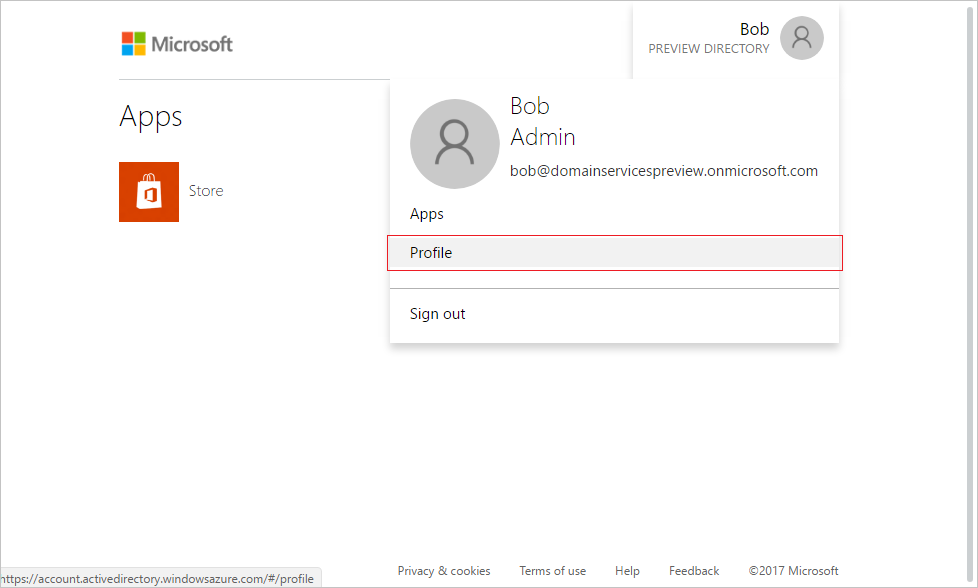 Microsoft
Bob
PREVIEW DIRECTORY
Apps
Store
Bob
Admin
bob@domainservicespreview.onmicrosoft.com
Apps
Profile
Sign out
Privacy & cookies Terms of use Help Feedback ©2017 Microsoft
https://account.activedirectory.windowsazure.com/#/profile